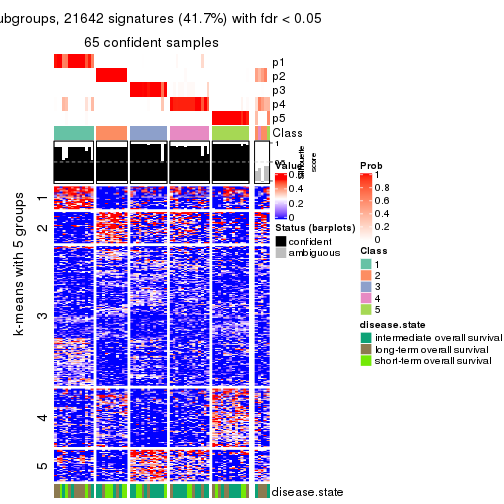 ubgroups, 21642 signatures (41.7%) with fdr < 0.05
65 confident samples
p1
p2
p3
p4
p5
Class
1
0
silhouette
score
Value
0.6
0.4
0.2
0
Status (barplots)
confident
ambiguous
Prob
1
0.8
0.6
0.4
0.2
0
Class
1
2
3
4
5
disease.state
intermediate overall survival
long-term overall survival
short-term overall survival
k-means with 5 groups
1
2
3
4
5
disease.state